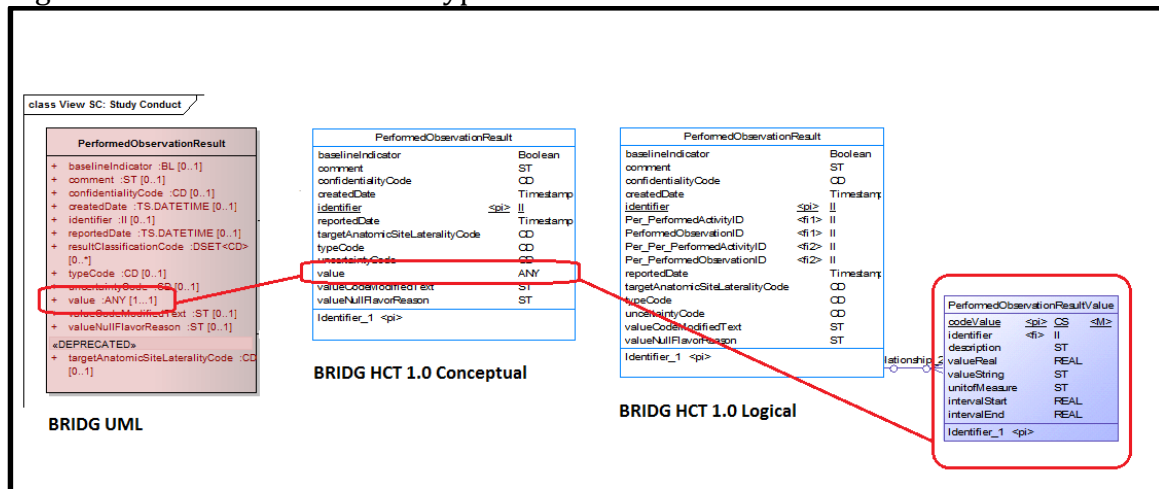 class View SC: Study Conduct
PerformedObservationResult
+ baselineIndicator :BL [0..1]
+ comment :ST [0..1]
+ confidentialityCode :CD [0..1]
+ createdDate :TS.DATETIME [0..1]
+ identifier :II [0..1]
+ reportedDate :TS.DATETIME [0..1]
+ resultClassificationCode :DSET<CD>
[0..*]
+ typeCode :CD [0..1]
+ uncertaintyCode :CD [0..1]
+ value :ANY [1...1]
+ valueCodeModifiedText :ST [0..1]
+ valueNullFlavorReason :ST [0..1]
«DEPRECATED»
+ targetAnatomicSiteLateralityCode :CD
[0..1]
BRIDG UML
PerformedObservationResult
baselineIndicator Boolean
comment ST
confidentialityCode CD
createdDate Timestamp
identifier <pi> II
reportedDate Timestamp
targetAnatomicSiteLateralityCode CD
typeCode CD
uncertaintyCode CD
value ANY
valueCodeModifiedText ST
valueNullFlavorReason ST
Identifier_1 <pi>
BRIDG HCT 1.0 Conceptual
PerformedObservationResult
baselineIndicator Boolean
comment ST
confidentialityCode CD
createdDate Timestamp
identifier <pi> II
Per_PerformedActivityID <fi1> II
PerformedObservationID <fi1> II
Per_Per_PerformedActivityID <fi2> II
Per_PerformedObservationID <fi2> II
reportedDate Timestamp
targetAnatomicSiteLateralityCode CD
typeCode CD
uncertaintyCode CD
valueCodeModifiedText ST
valueNullFlavorReason ST
Identifier_1 <pi>
BRIDG HCT 1.0 Logical
lationship_2
PerformedObservationResultValue
codeValue <pi> CS <M>
identifier <fi> II
description ST
valueReal REAL
valueString ST
unitofMeasure ST
intervalStart REAL
intervalEnd REAL
Identifier_1 <pi>